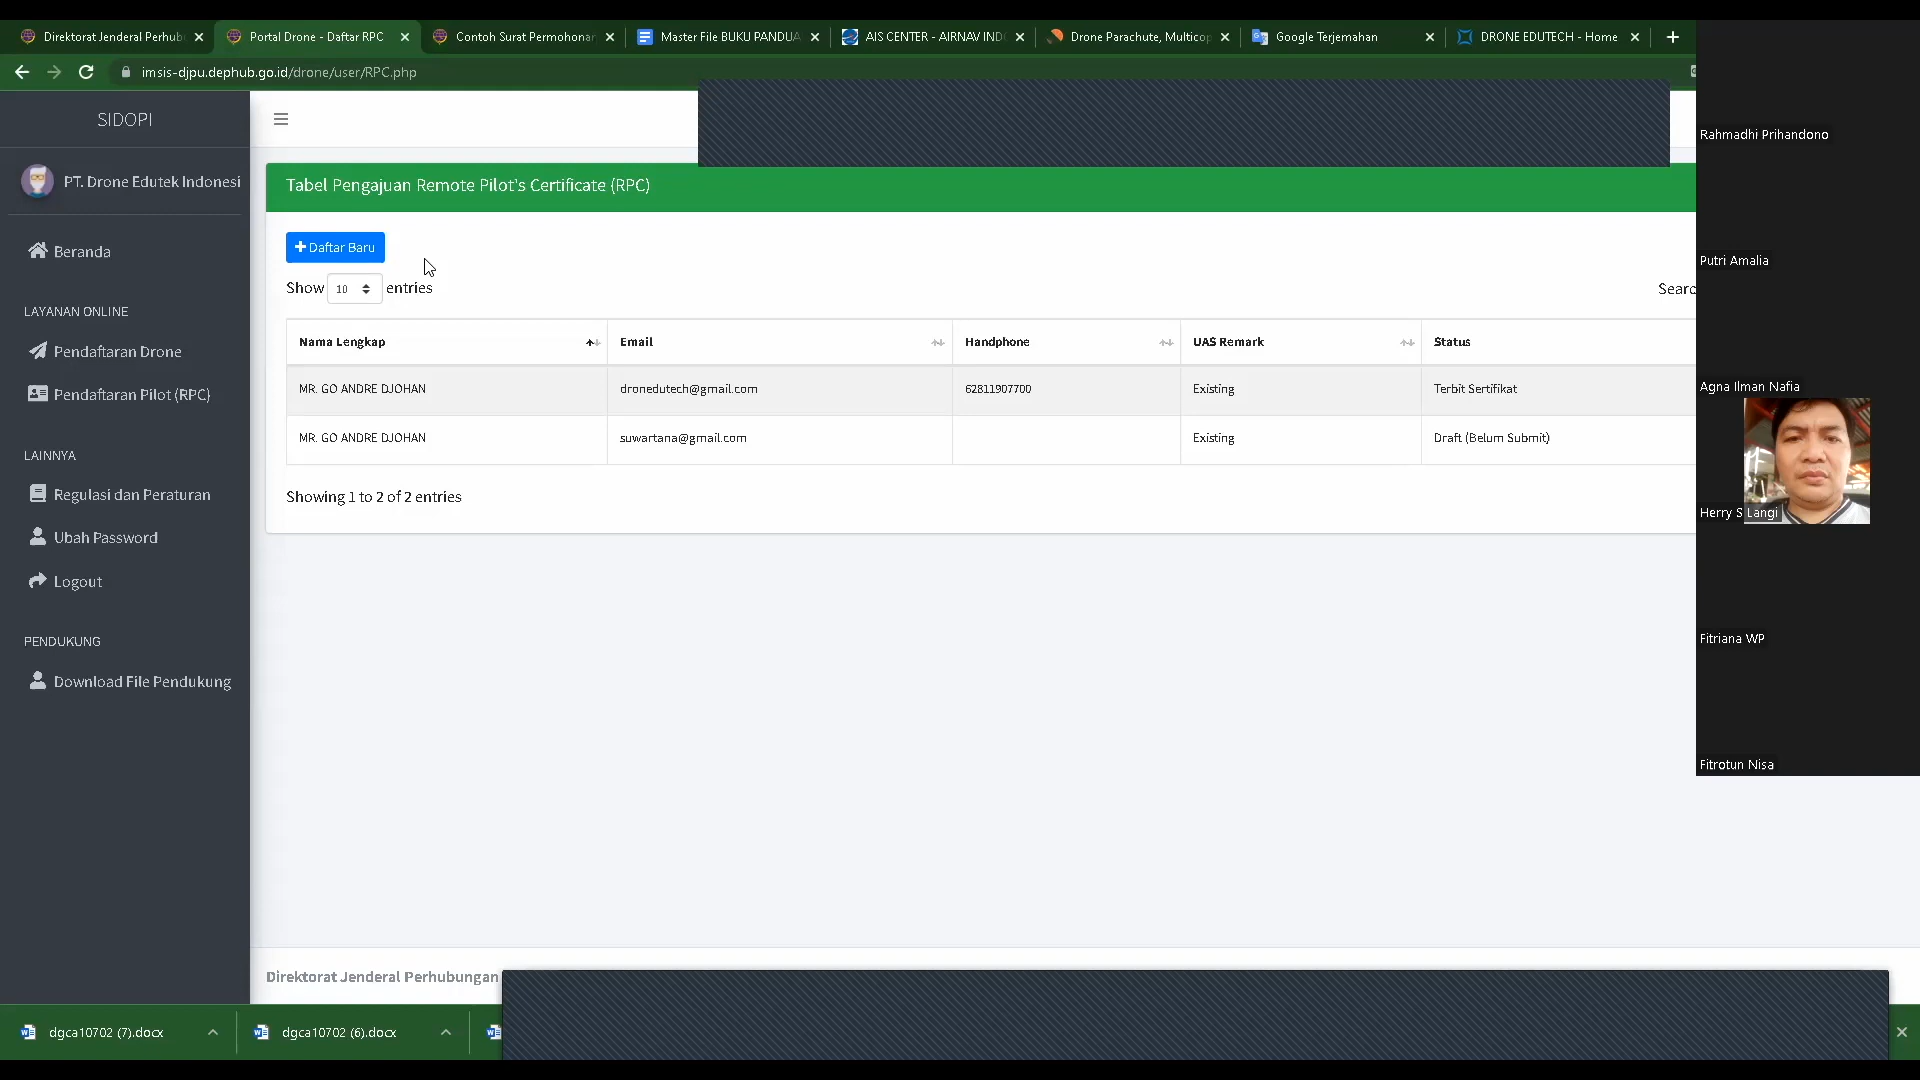 Direktorat Jenderal Perhub
Portal Drone - Daftar RPC
Contoh Surat Permohonan
Master File BUKU PANDUA
AIS CENTER - AIRNAV IND
Drone Parachute, Multicop
Google Terjemahan
DRONE EDUTECH - Home
imsis-djpu.dephub.go.id/drone/user/RPC.php
SIDOPI
PT. Drone Edutek Indonesi
Beranda
LAYANAN ONLINE
Pendaftaran Drone
Pendaftaran Pilot (RPC)
LAINNYA
Regulasi dan Peraturan
Ubah Password
Logout
PENDUKUNG
Download File Pendukung
Tabel Pengajuan Remote Pilot's Certificate (RPC)
Daftar Baru
Show 10 entries
Searc
Nama Lengkap Email Handphone UAS Remark Status
MR. GO ANDRE DJOHAN dronedutech@gmail.com 62811907700 Existing Terbit Sertifikat
MR. GO ANDRE DJOHAN suwartana@gmail.com Existing Draft (Belum Submit)
Showing 1 to 2 of 2 entries
Direktorat Jenderal Perhubungan
dgca10702 (7).docx
dgca10702 (6).docx
Rahmadhi Prihandono
Putri Amalia
Agna Ilman Nafia
Herry S Langi
Fitriana WP
Fitrotun Nisa